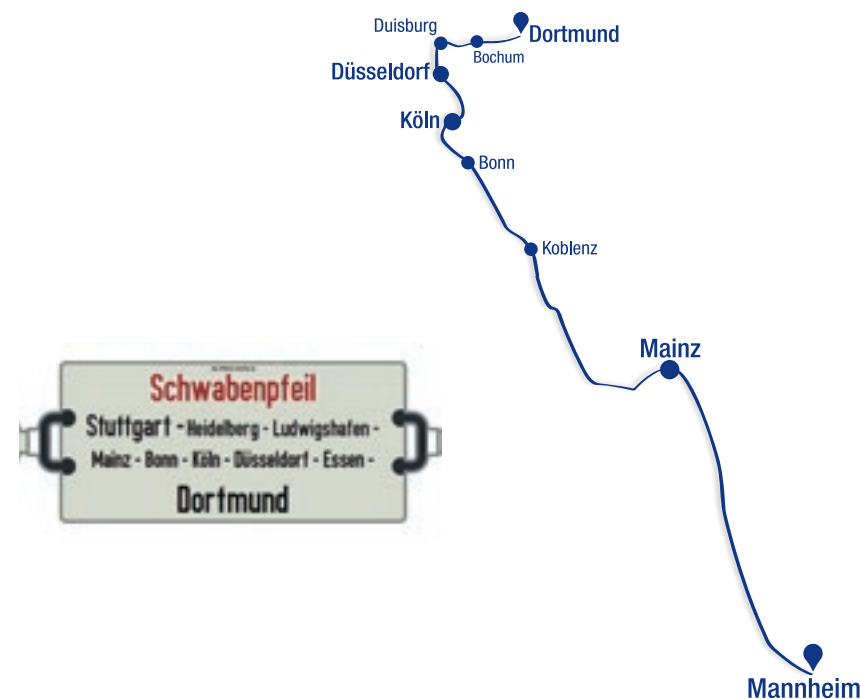 Duisburg
Dortmund
Bochum
Düsseldorf
Köln
Bonn
Koblenz
Mainz
Schwabenpfeil
Stuttgart - Heidelberg - Ludwigshafen -
Mainz - Bonn - Köln - Düsseldorf - Essen -
Dortmund
Mannheim